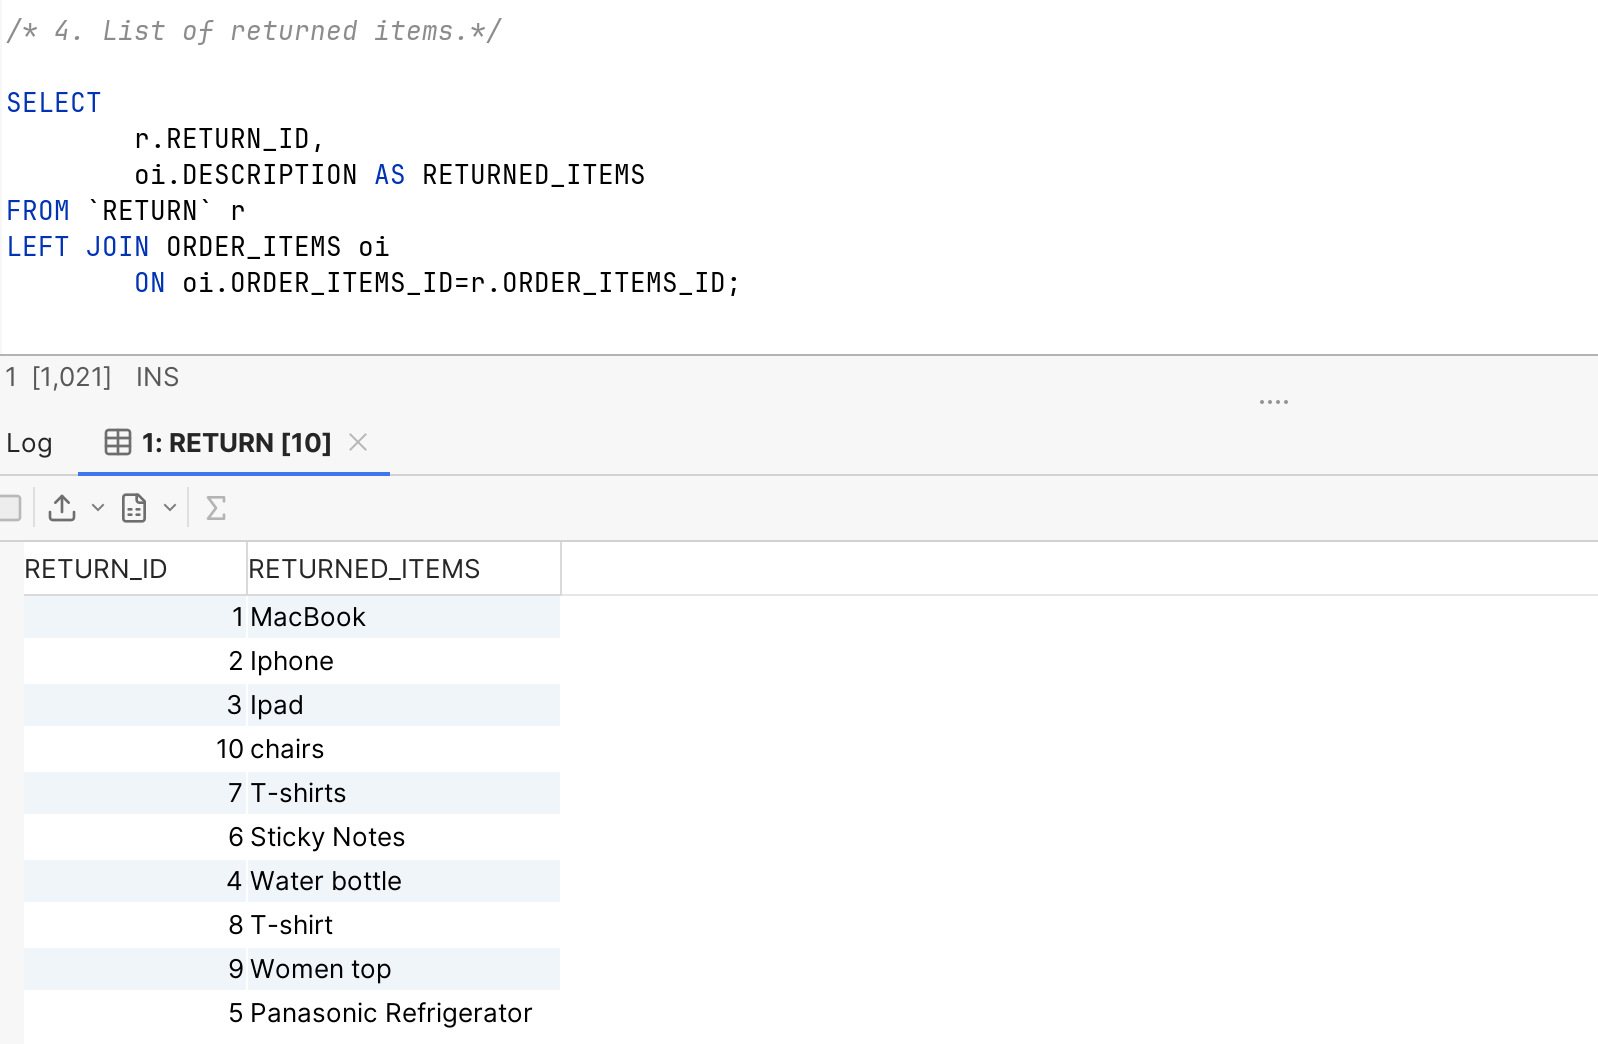 /* 4. List of returned items.*/
SELECT
r.RETURN_ID,
oi.DESCRIPTION AS RETURNED_ITEMS
FROM `RETURN` r
LEFT JOIN ORDER_ITEMS oi
ON oi.ORDER_ITEMS_ID=r.ORDER_ITEMS_ID;
1 [1,021] INS
Log 1: RETURN [10]
RETURN_ID RETURNED_ITEMS
1 MacBook
2 Iphone
3 Ipad
10 chairs
7 T-shirts
6 Sticky Notes
4 Water bottle
8 T-shirt
9 Women top
5 Panasonic Refrigerator